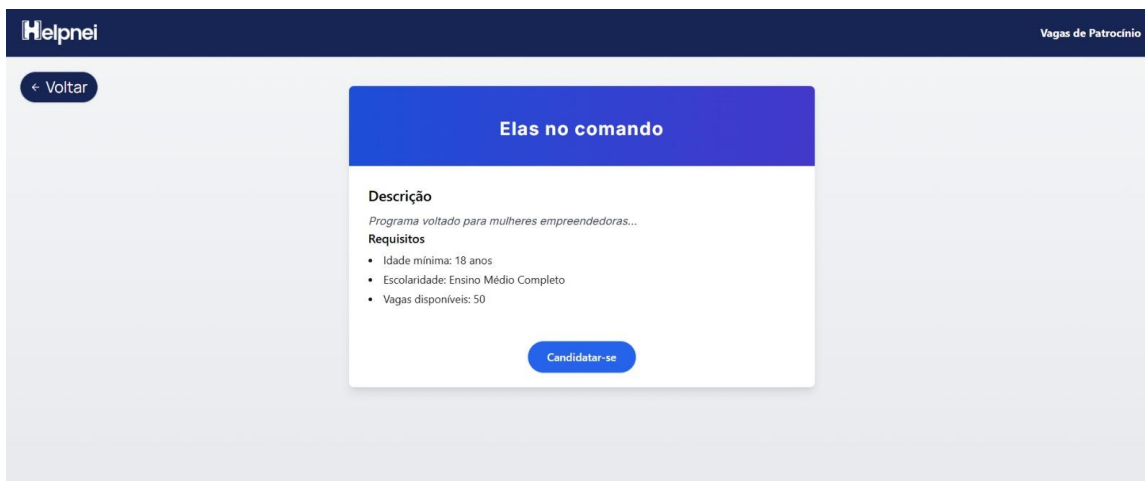 Helpnei
Vagas de Patrocínio
← Voltar
Elas no comando
Descrição
Programa voltado para mulheres empreendedoras...
Requisitos
• Idade mínima: 18 anos
• Escolaridade: Ensino Médio Completo
• Vagas disponíveis: 50
Candidatar-se